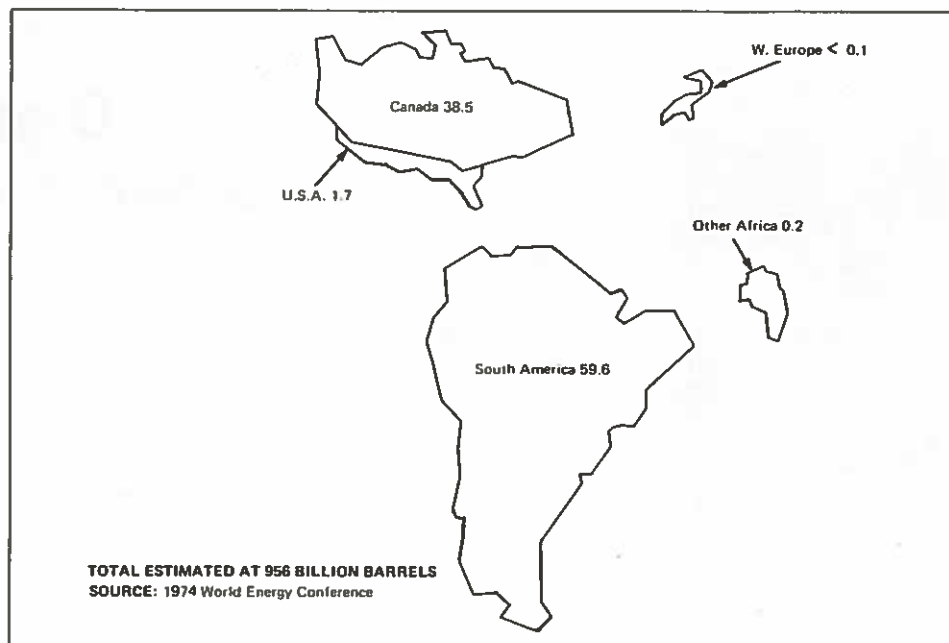 W. Europe < 0.1
Canada 38.5
U.S.A. 1.7
Other Africa 0.2
South America 59.6
TOTAL ESTIMATED AT 956 BILLION BARRELS
SOURCE: 1974 World Energy Conference